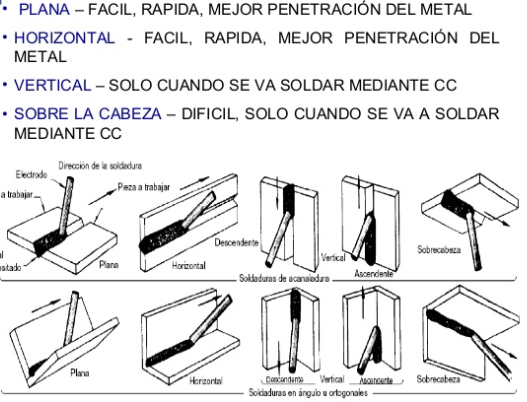 • PLANA – FACIL, RAPIDA, MEJOR PENETRACIÓN DEL METAL
• HORIZONTAL - FACIL, RAPIDA, MEJOR PENETRACIÓN DEL
METAL
• VERTICAL – SOLO CUANDO SE VA SOLDAR MEDIANTE CC
• SOBRE LA CABEZA – DIFICIL, SOLO CUANDO SE VA A SOLDAR
MEDIANTE CC
Dirección de la soldadura
Electrodo
Pieza a trabajar
a trabajar
Plana
Horizontal
Descendente
Vertical
Ascendente
Sobrecabeza
Soldaduras de acanaladura
Plana
Horizontal
Descendente
Vertical
Ascendente
Sobrecabeza
Soldaduras en ángulo u ortogonales